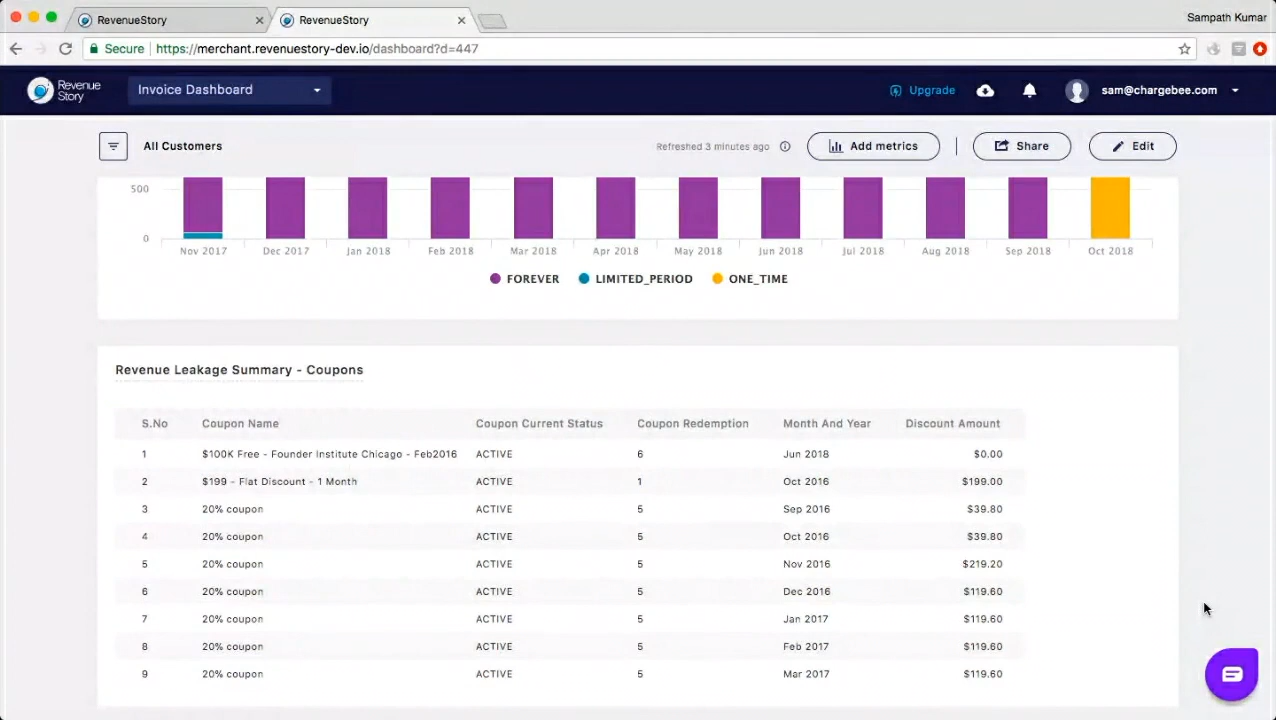 RevenueStory
RevenueStory
Sampath Kumar
Secure https://merchant.revenuestory-dev.io/dashboard?d=447
Revenue
Story
Invoice Dashboard
Upgrade
sam@chargebee.com
All Customers
Refreshed 3 minutes ago
Add metrics
Share
Edit
500
0
Nov 2017 Dec 2017 Jan 2018 Feb 2018 Mar 2018 Apr 2018 May 2018 Jun 2018 Jul 2018 Aug 2018 Sep 2018 Oct 2018
FOREVER LIMITED_PERIOD ONE_TIME
Revenue Leakage Summary - Coupons
S.No Coupon Name Coupon Current Status Coupon Redemption Month And Year Discount Amount
1 $100K Free - Founder Institute Chicago - Feb2016 ACTIVE 6 Jun 2018 $0.00
2 $199 - Flat Discount - 1 Month ACTIVE 1 Oct 2016 $199.00
3 20% coupon ACTIVE 5 Sep 2016 $39.80
4 20% coupon ACTIVE 5 Oct 2016 $39.80
5 20% coupon ACTIVE 5 Nov 2016 $219.20
6 20% coupon ACTIVE 5 Dec 2016 $119.60
7 20% coupon ACTIVE 5 Jan 2017 $119.60
8 20% coupon ACTIVE 5 Feb 2017 $119.60
9 20% coupon ACTIVE 5 Mar 2017 $119.60